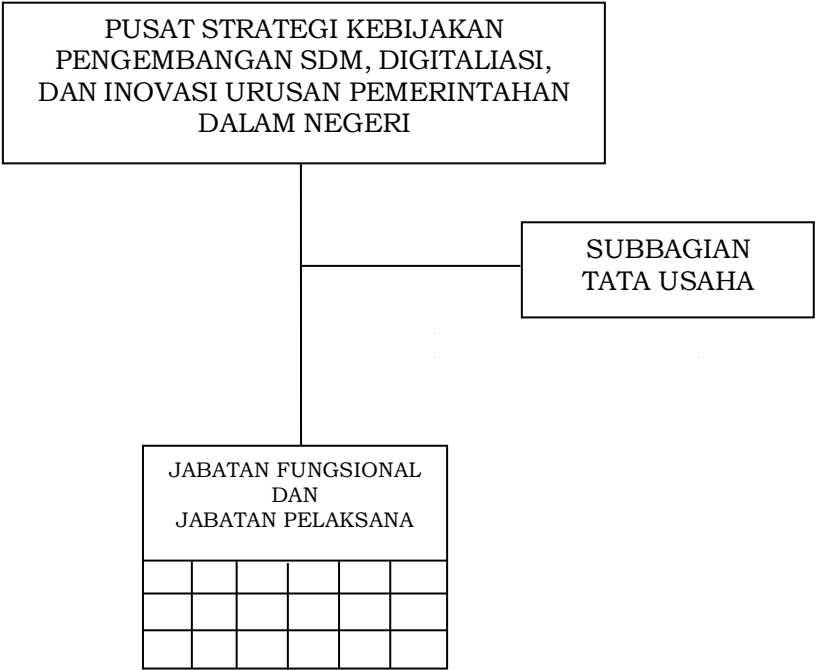 PUSAT STRATEGI KEBIJAKAN
PENGEMBANGAN SDM, DIGITALIASI,
DAN INOVASI URUSAN PEMERINTAHAN
DALAM NEGERI
SUBBAGIAN
TATA USAHA
JABATAN FUNGSIONAL
DAN
JABATAN PELAKSANA